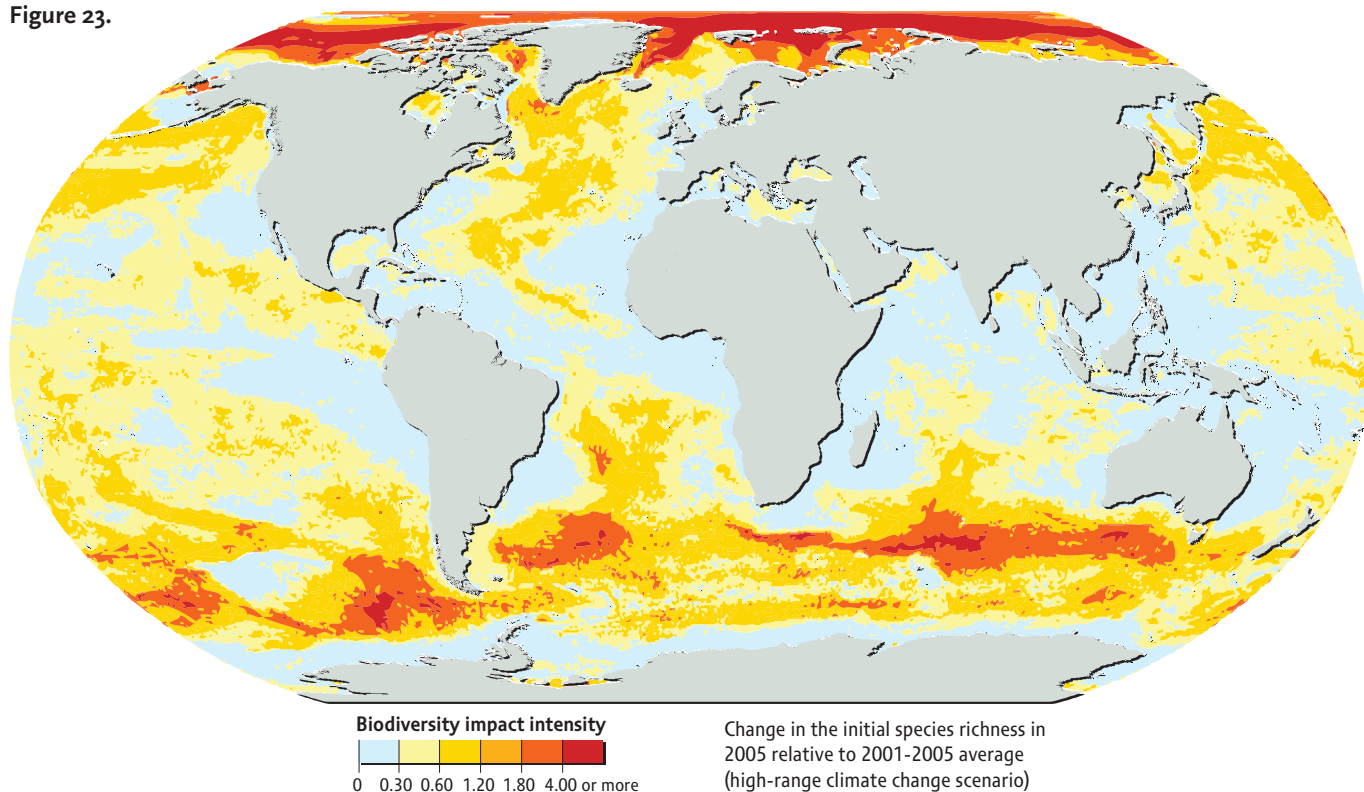 Figure 23.
Biodiversity impact intensity
0 0.30 0.60 1.20 1.80 4.00 or more
Change in the initial species richness in
2005 relative to 2001-2005 average
(high-range climate change scenario)